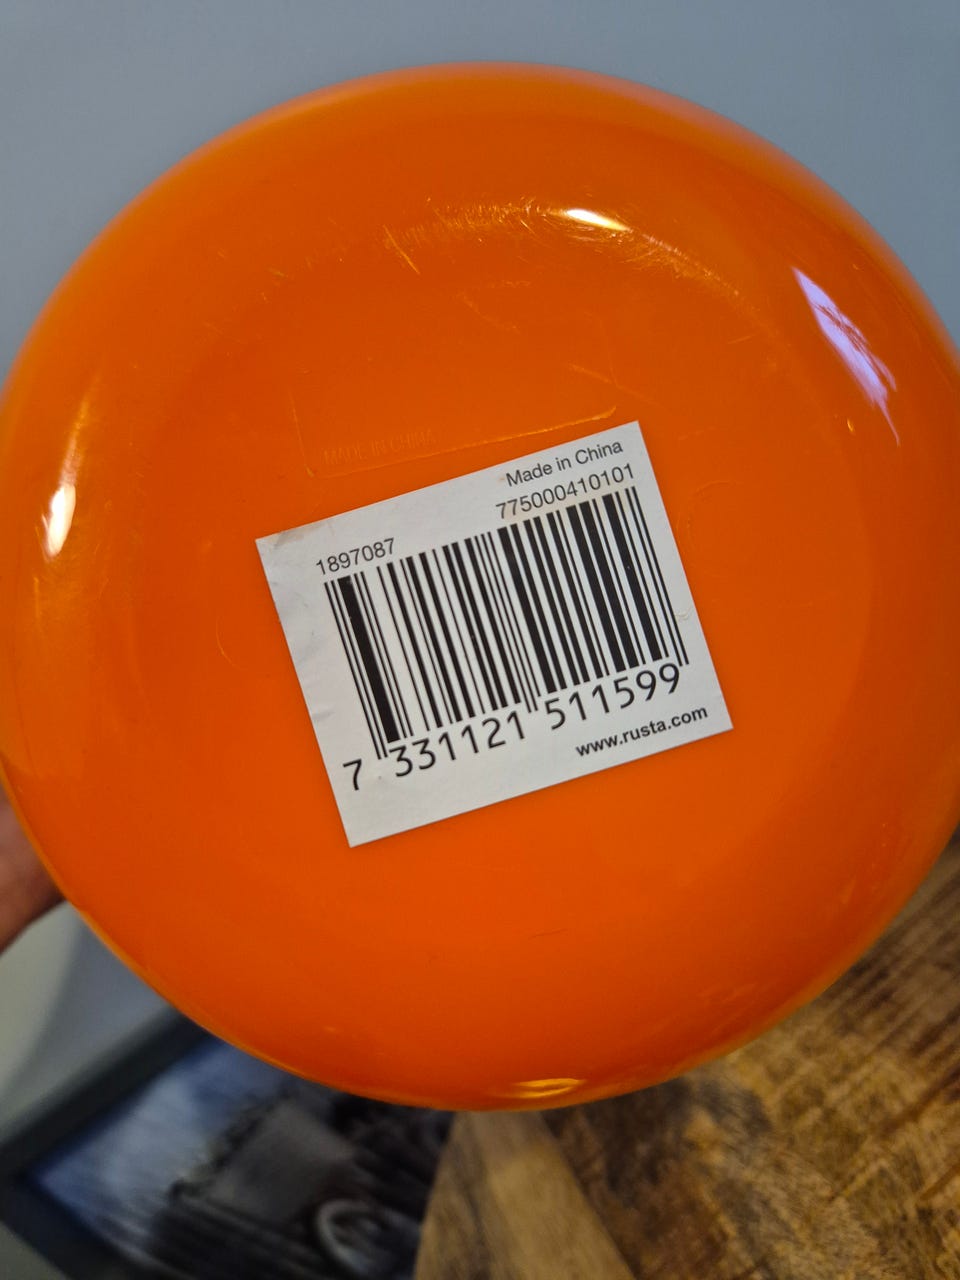 MADE IN CHINA
Made in China
775000410101
1897087
7 331121 511599
www.rusta.com